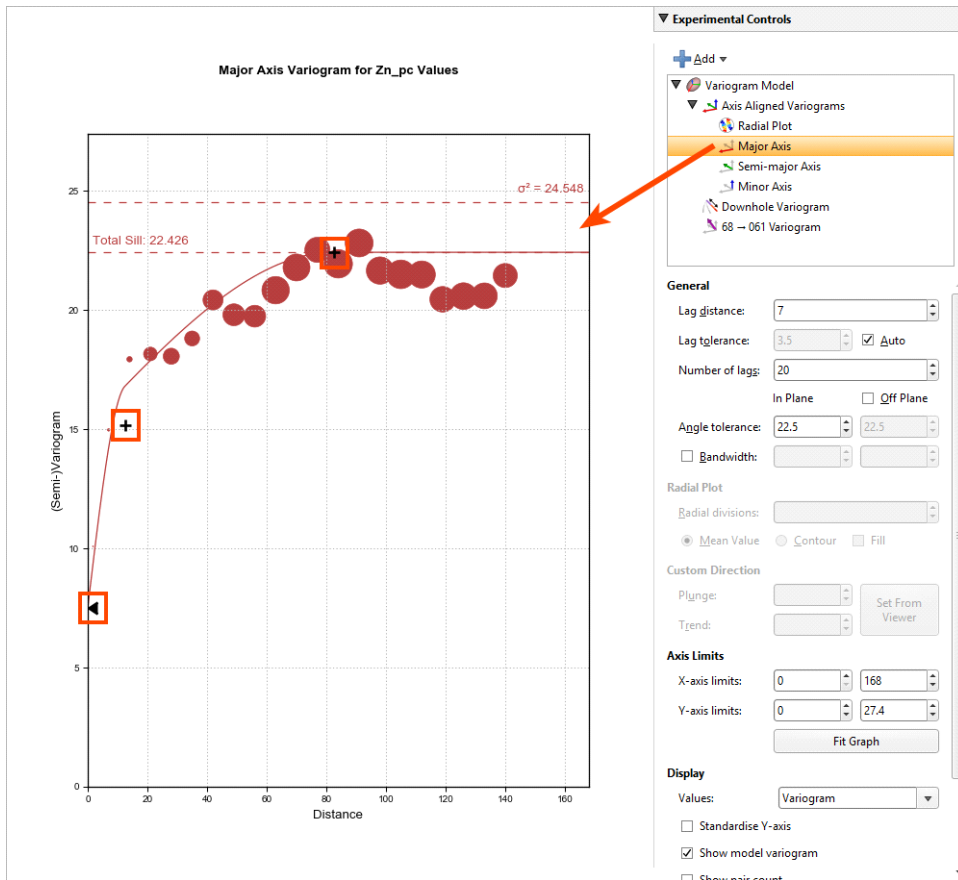 Major Axis Variogram for Zn_pc Values
σ² = 24.548
Total Sill: 22.426
(Semi-)Variogram
25
20
15
10
5
0
0 20 40 60 80 100 120 140 160
Distance
Experimental Controls
Add
Variogram Model
Axis Aligned Variograms
Radial Plot
Major Axis
Semi-major Axis
Minor Axis
Downhole Variogram
68 → 061 Variogram
General
Lag distance: 7
Lag tolerance: 3.5 Auto
Number of lags: 20
In Plane Off Plane
Angle tolerance: 22.5 22.5
Bandwidth:
Radial Plot
Radial divisions:
Mean Value Contour Fill
Custom Direction
Plunge:
Trend:
Set From
Viewer
Axis Limits
X-axis limits: 0 168
Y-axis limits: 0 27.4
Fit Graph
Display
Values: Variogram
Standardise Y-axis
Show model variogram
Show pair count